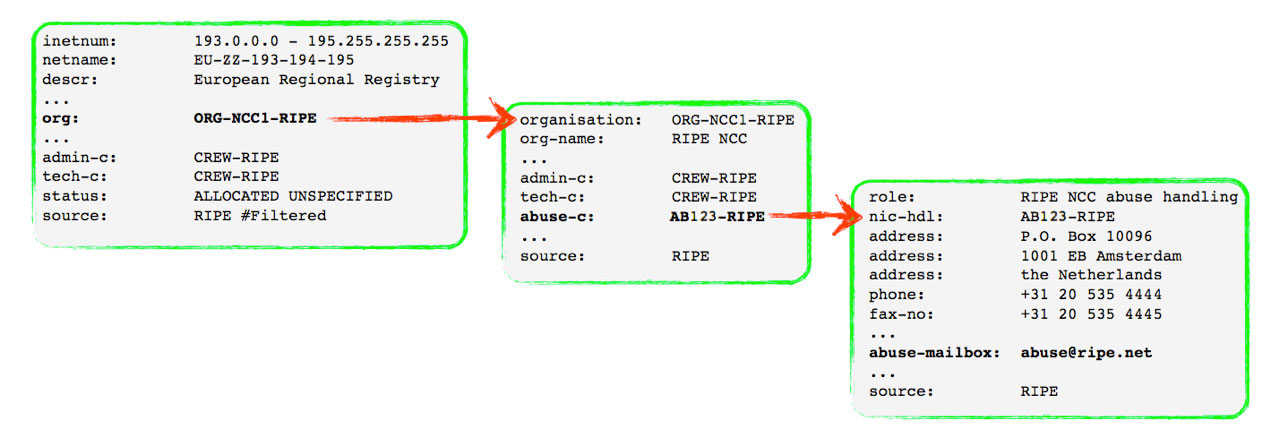 inetnum: 193.0.0.0 - 195.255.255.255
netname: EU-ZZ-193-194-195
descr: European Regional Registry
...
org: ORG-NCC1-RIPE
...
admin-c: CREW-RIPE
tech-c: CREW-RIPE
status: ALLOCATED UNSPECIFIED
source: RIPE #Filtered
organisation: ORG-NCC1-RIPE
org-name: RIPE NCC
...
admin-c: CREW-RIPE
tech-c: CREW-RIPE
abuse-c: AB123-RIPE
...
source: RIPE
role: RIPE NCC abuse handling
nic-hdl: AB123-RIPE
address: P.O. Box 10096
address: 1001 EB Amsterdam
address: the Netherlands
phone: +31 20 535 4444
fax-no: +31 20 535 4445
...
abuse-mailbox: abuse@ripe.net
...
source: RIPE